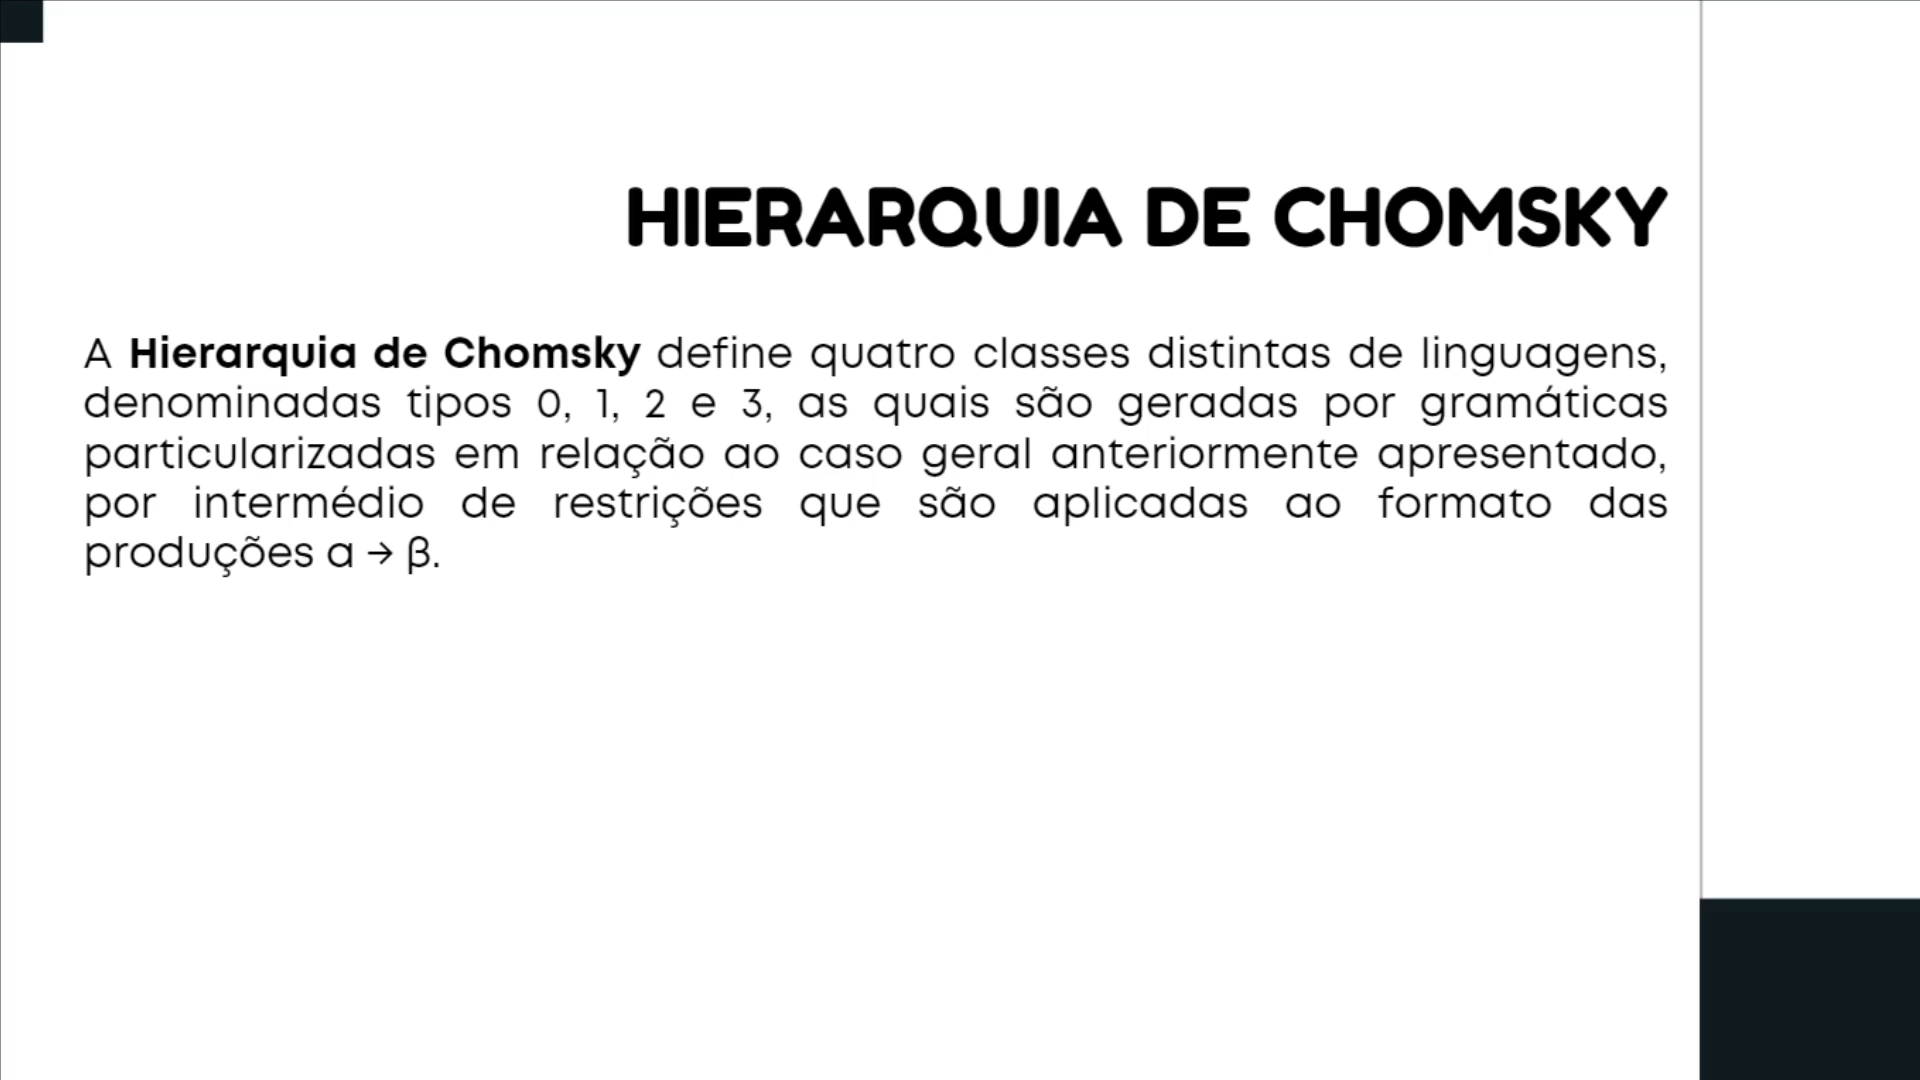 HIERARQUIA DE CHOMSKY
A Hierarquia de Chomsky define quatro classes distintas de linguagens,
denominadas tipos 0, 1, 2 e 3, as quais são geradas por gramáticas
particularizadas em relação ao caso geral anteriormente apresentado,
por intermédio de restrições que são aplicadas ao formato das
produções α → β.